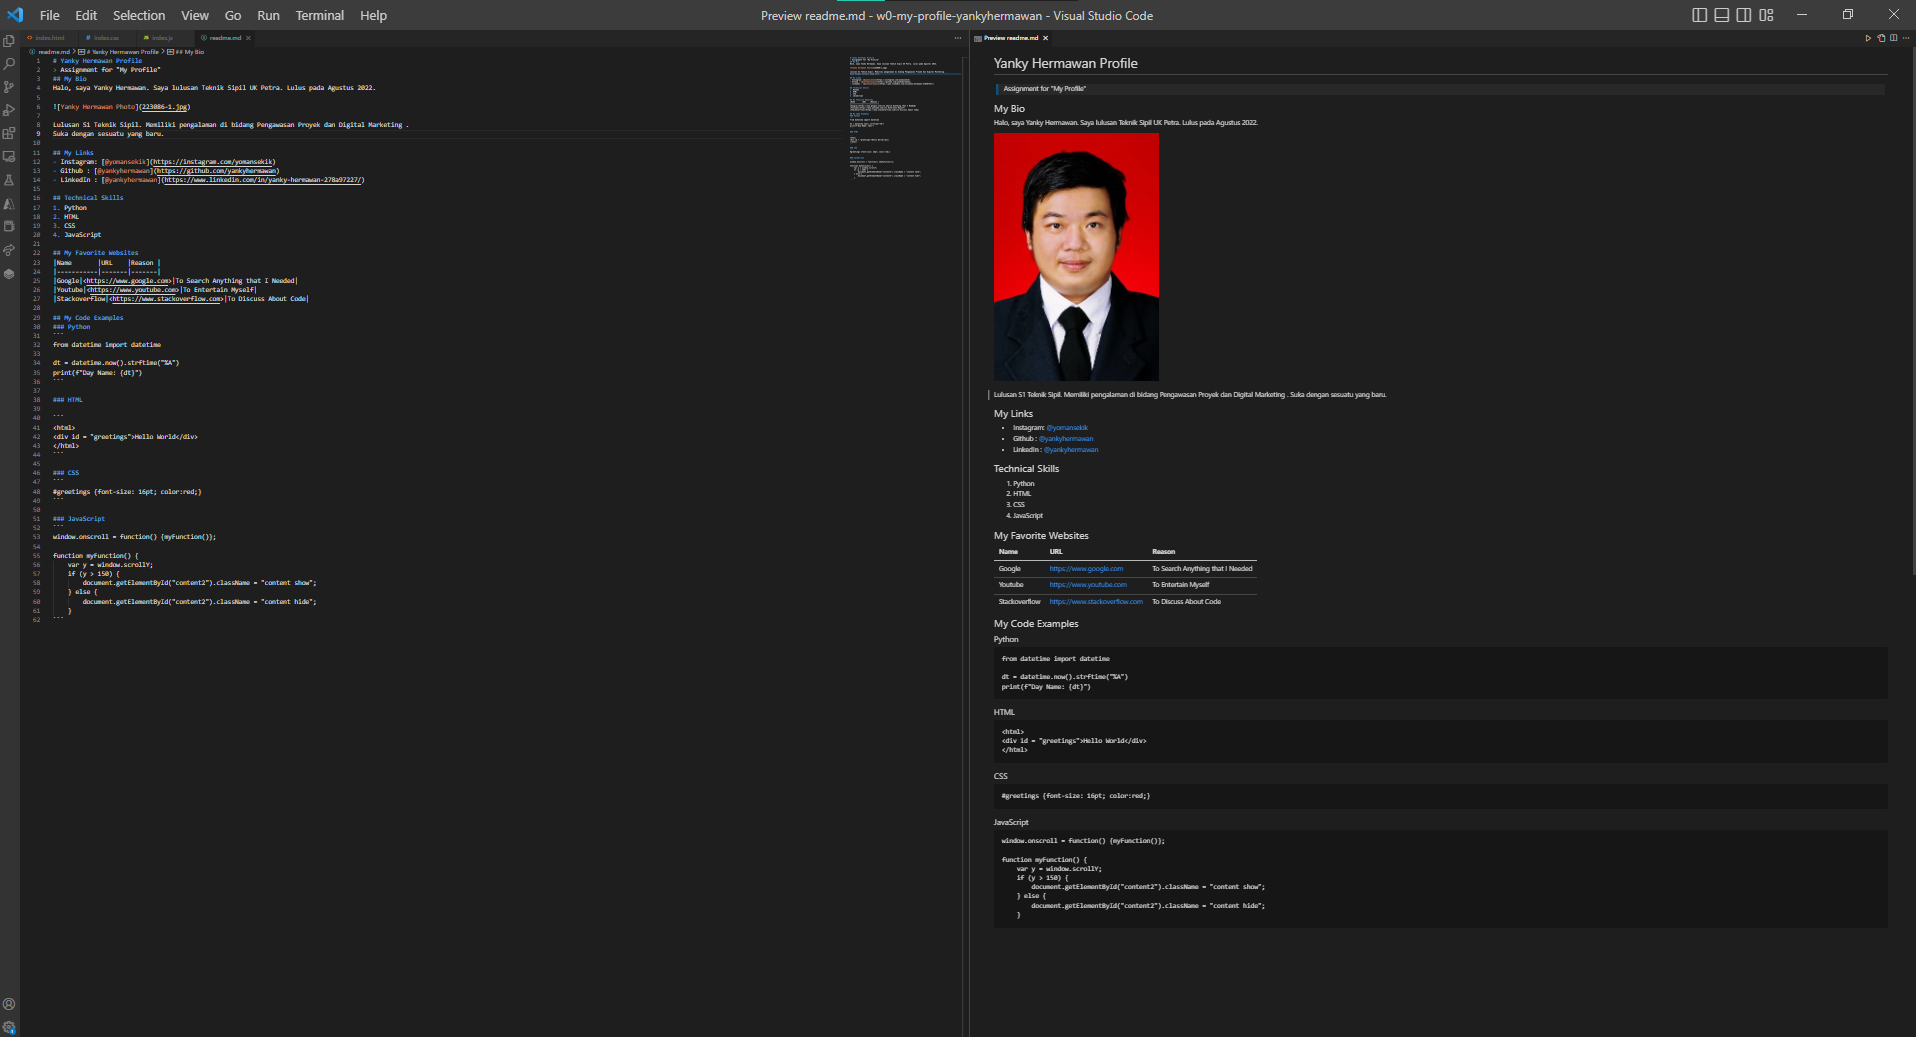 File Edit Selection View Go Run Terminal Help
Preview readme.md - w0-my-profile-yankyhermawan - Visual Studio Code
index.html index.css index.js readme.md
readme.md > # Yanky Hermawan Profile > ## My Bio
1 # Yanky Hermawan Profile
2 > Assignment for "My Profile"
3 ## My Bio
4 Halo, saya Yanky Hermawan. Saya lulusan Teknik Sipil UK Petra. Lulus pada Agustus 2022.
5
6 ![Yanky Hermawan Photo](223086-1.jpg)
7
8 Lulusan S1 Teknik Sipil. Memiliki pengalaman di bidang Pengawasan Proyek dan Digital Marketing .
9 Suka dengan sesuatu yang baru.
10
11 ## My Links
12 - Instagram: [@yomansekik](https://instagram.com/yomansekik)
13 - Github : [@yankyhermawan](https://github.com/yankyhermawan)
14 - LinkedIn : [@yankyhermawan](https://www.linkedin.com/in/yanky-hermawan-278a97227/)
15
16 ## Technical Skills
17 1. Python
18 2. HTML
19 3. CSS
20 4. JavaScript
21
22 ## My Favorite Websites
23 |Name |URL |Reason |
24 |-----------|-------|-------|
25 |Google|<https://www.google.com>|To Search Anything that I Needed|
26 |Youtube|<https://www.youtube.com>|To Entertain Myself|
27 |Stackoverflow|<https://www.stackoverflow.com>|To Discuss About Code|
28
29 ## My Code Examples
30 ### Python
31 ```
32 from datetime import datetime
33
34 dt = datetime.now().strftime("%A")
35 print(f"Day Name: {dt}")
36 ```
37
38 ### HTML
39
40 ```
41 <html>
42 <div id = "greetings">Hello World</div>
43 </html>
44 ```
45
46 ### CSS
47 ```
48 #greetings {font-size: 16pt; color:red;}
49 ```
50
51 ### JavaScript
52 ```
53 window.onscroll = function() {myFunction()};
54
55 function myFunction() {
56 var y = window.scrollY;
57 if (y > 150) {
58 document.getElementById("content2").className = "content show";
59 } else {
60 document.getElementById("content2").className = "content hide";
61 }
62 ```
Preview readme.md
Yanky Hermawan Profile
Assignment for "My Profile"
My Bio
Halo, saya Yanky Hermawan. Saya lulusan Teknik Sipil UK Petra. Lulus pada Agustus 2022.
Lulusan S1 Teknik Sipil. Memiliki pengalaman di bidang Pengawasan Proyek dan Digital Marketing . Suka dengan sesuatu yang baru.
My Links
• Instagram: @yomansekik
• Github : @yankyhermawan
• LinkedIn : @yankyhermawan
Technical Skills
1. Python
2. HTML
3. CSS
4. JavaScript
My Favorite Websites
Name URL Reason
Google https://www.google.com To Search Anything that I Needed
Youtube https://www.youtube.com To Entertain Myself
Stackoverflow https://www.stackoverflow.com To Discuss About Code
My Code Examples
Python
from datetime import datetime
dt = datetime.now().strftime("%A")
print(f"Day Name: {dt}")
HTML
<html>
<div id = "greetings">Hello World</div>
</html>
CSS
#greetings {font-size: 16pt; color:red;}
JavaScript
window.onscroll = function() {myFunction()};
function myFunction() {
var y = window.scrollY;
if (y > 150) {
document.getElementById("content2").className = "content show";
} else {
document.getElementById("content2").className = "content hide";
}